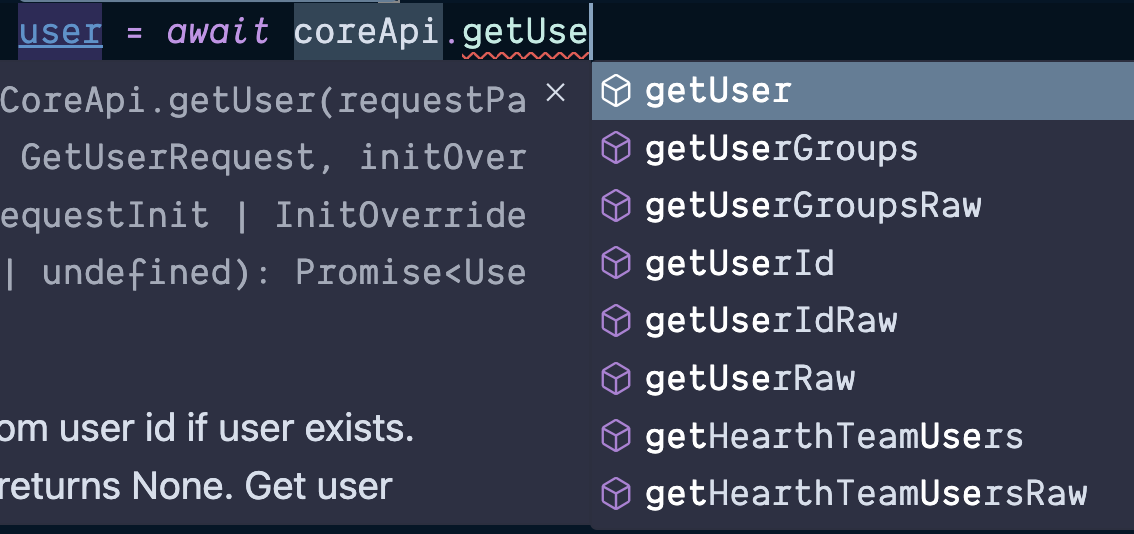 user = await coreApi.getUse
CoreApi.getUser(requestPa
GetUserRequest, initOver
equestInit | InitOverride
| undefined): Promise<Use
om user id if user exists.
returns None. Get user
getUser
getUserGroups
getUserGroupsRaw
getUserId
getUserIdRaw
getUserRaw
getHearthTeamUsers
getHearthTeamUsersRaw